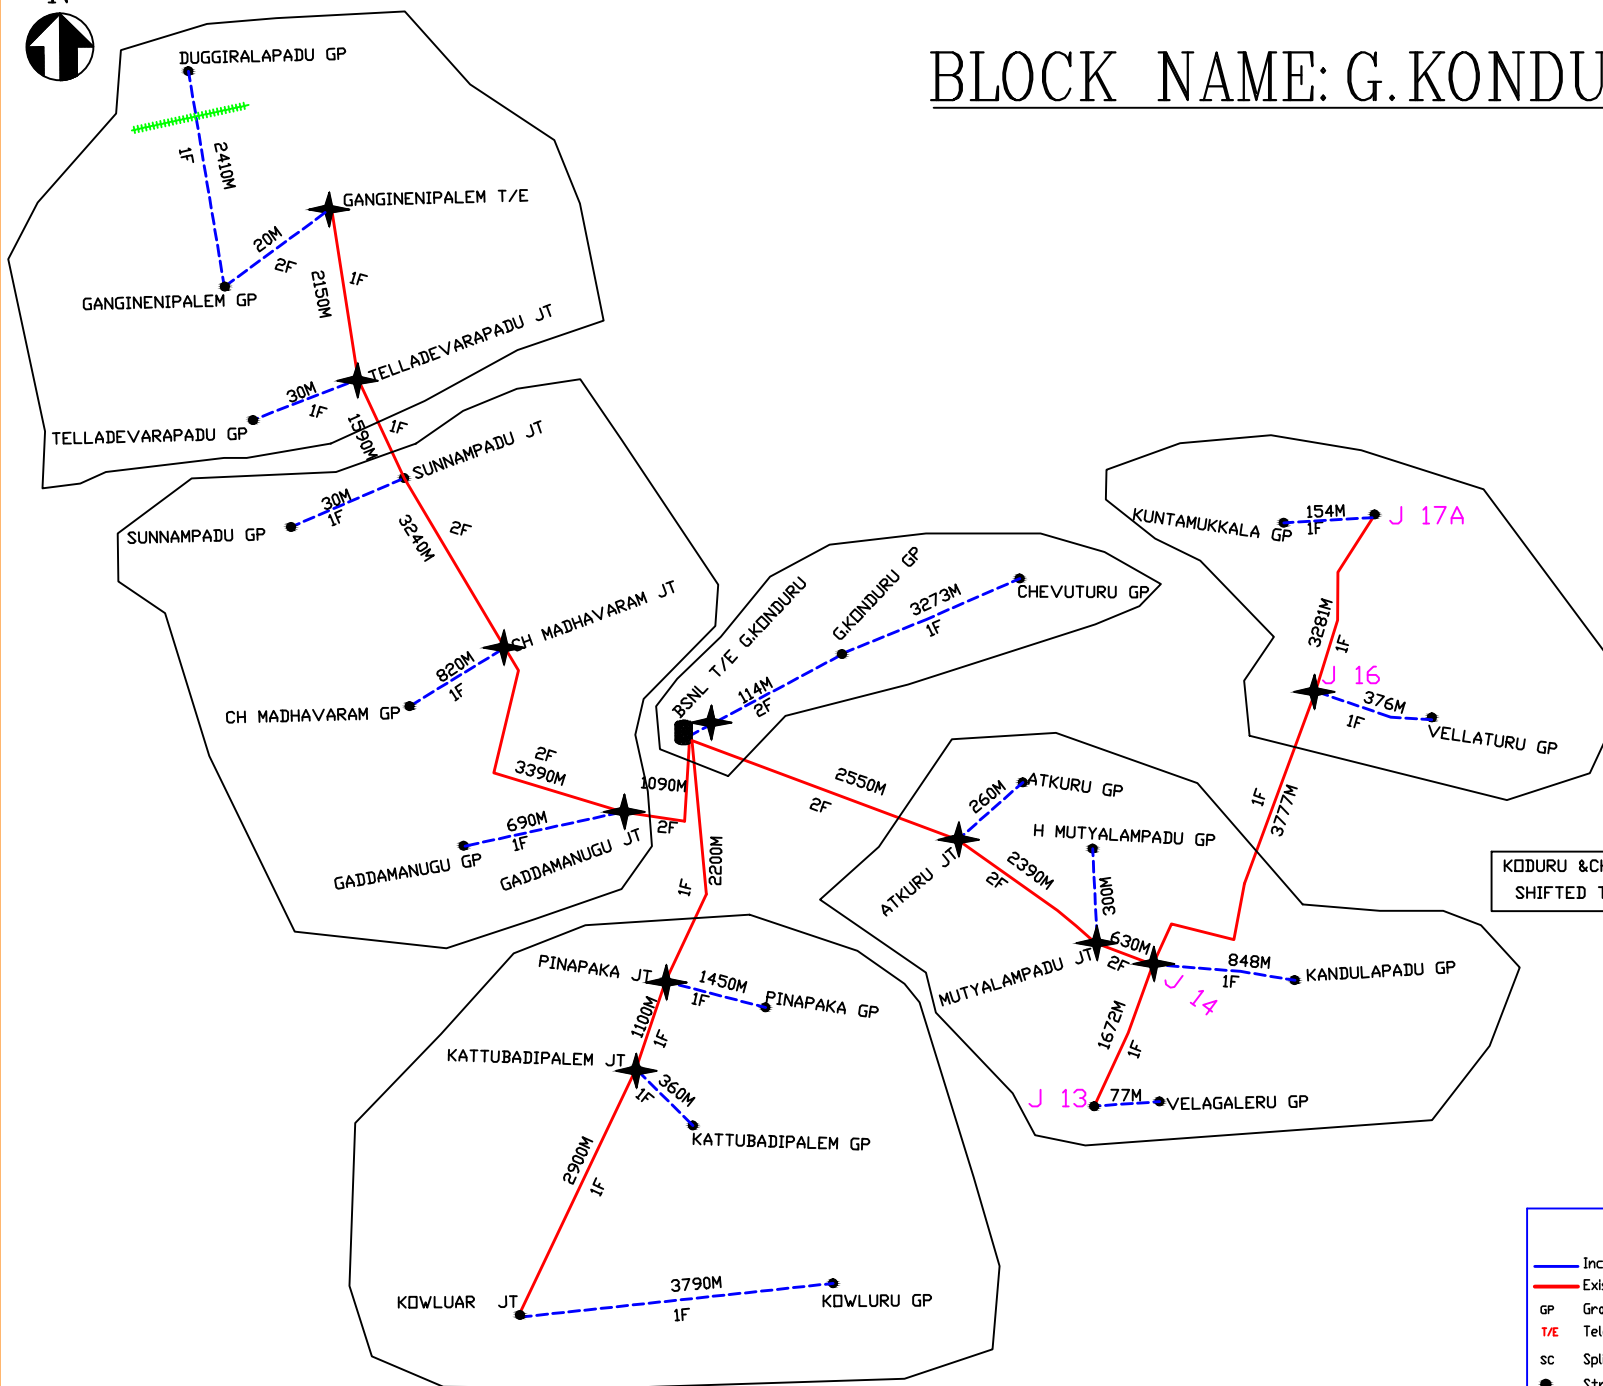 BLOCK NAME: G.KONDU
DUGGIRALAPADU GP
1F
2410M
GANGINENIPALEM T/E
20M
2F
GANGINENIPALEM GP
2150M
1F
TELLADEVARAPADU JT
30M
1F
TELLADEVARAPADU GP
1590M
1F
SUNNAMPADU JT
30M
1F
SUNNAMPADU GP
3240M
2F
CH MADHAVARAM JT
820M
1F
CH MADHAVARAM GP
2F
3390M
1090M
2F
690M
1F
GADDAMANUGU GP
GADDAMANUGU JT
BSNL T/E G.KONDURU
G.KONDURU GP
114M
2F
3273M
1F
CHEVUTURU GP
KUNTAMUKKALA GP
154M
1F
J 17A
3281M
1F
J 16
376M
1F
VELLATURU GP
1F
3777M
2550M
2F
260M
ATKURU GP
ATKURU JT
H MUTYALAMPADU GP
2390M
2F
300M
MUTYALAMPADU JT
630M
2F
J 14
848M
1F
KANDULAPADU GP
1672M
1F
J 13
77M
VELAGALERU GP
KODURU &CH
SHIFTED T
2200M
1F
PINAPAKA JT
1450M
1F
PINAPAKA GP
1100M
1F
KATTUBADIPALEM JT
360M
1F
KATTUBADIPALEM GP
2900M
1F
KOWLUAR JT
3790M
1F
KOWLURU GP
Inc
Exis
GP Gra
T/E Tel
SC Spl
Str